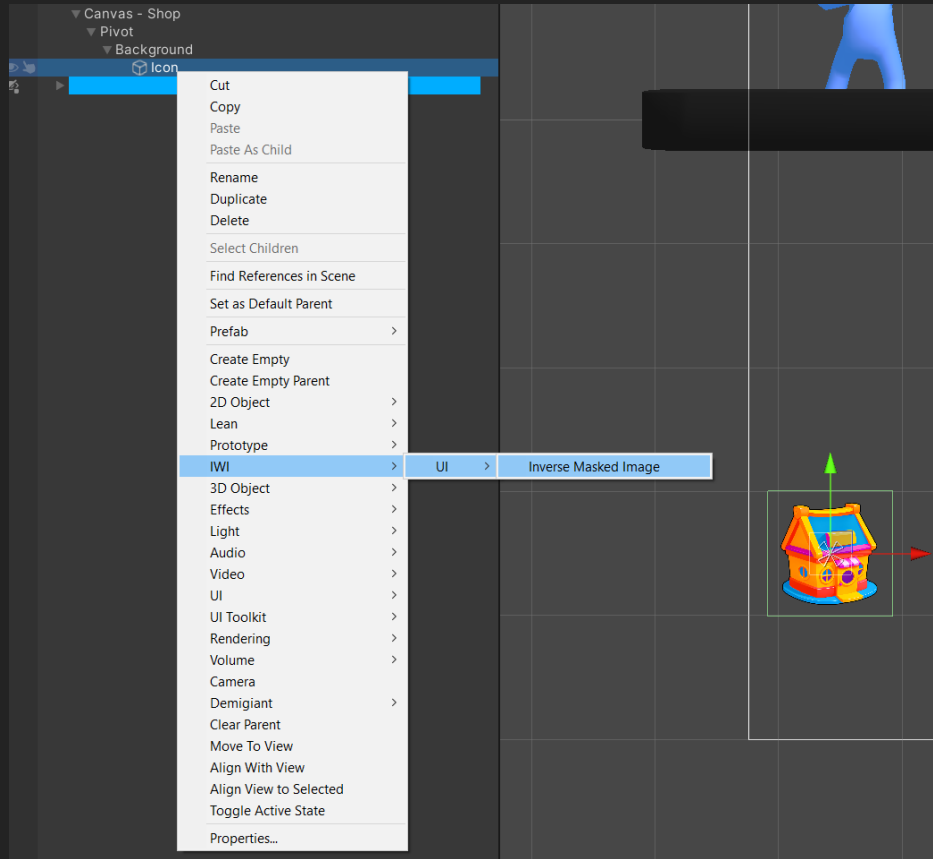 Canvas - Shop
Pivot
Background
Icon
Cut
Copy
Paste
Paste As Child
Rename
Duplicate
Delete
Select Children
Find References in Scene
Set as Default Parent
Prefab
Create Empty
Create Empty Parent
2D Object
Lean
Prototype
IWI
UI
Inverse Masked Image
3D Object
Effects
Light
Audio
Video
UI
UI Toolkit
Rendering
Volume
Camera
Demigiant
Clear Parent
Move To View
Align With View
Align View to Selected
Toggle Active State
Properties...